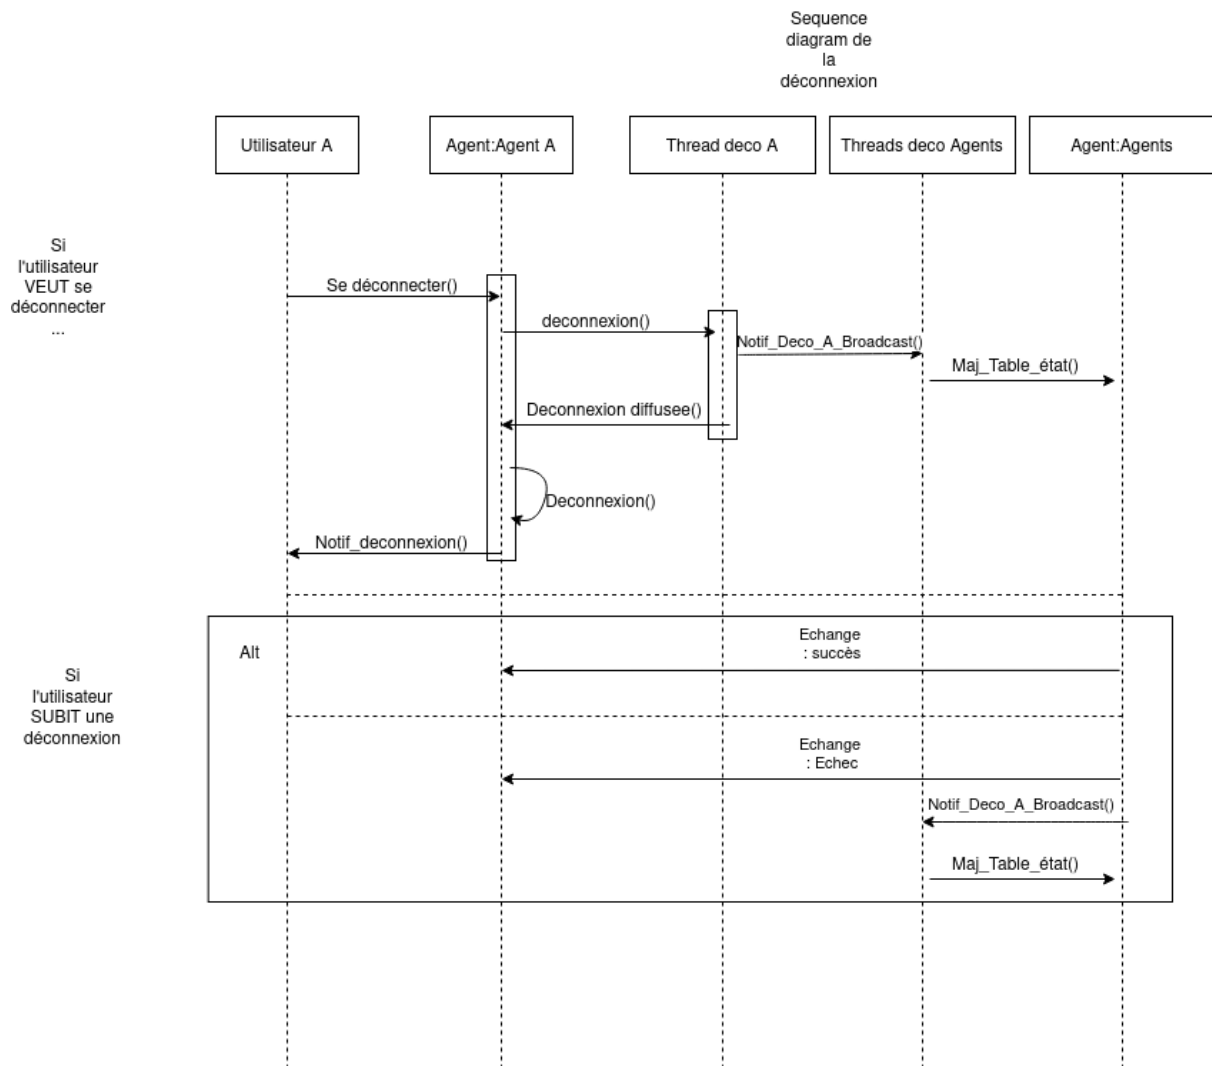 Sequence
diagram de
la
déconnexion
Utilisateur A
Agent:Agent A
Thread deco A
Threads deco Agents
Agent:Agents
Si
l'utilisateur
VEUT se
déconnecter
...
Se déconnecter()
deconnexion()
Notif_Deco_A_Broadcast()
Maj_Table_état()
Deconnexion diffusee()
Deconnexion()
Notif_deconnexion()
Alt
Echange
: succès
Si
l'utilisateur
SUBIT une
déconnexion
Echange
: Echec
Notif_Deco_A_Broadcast()
Maj_Table_état()